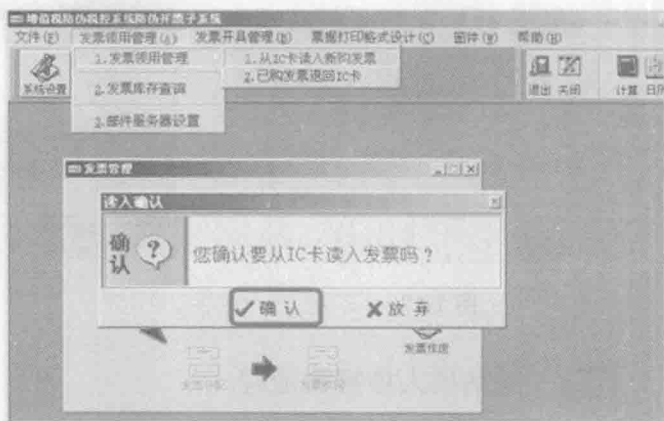 增值税防伪税控系统防伪开票子系统
文件(F) 发票领用管理(A) 发票开具管理(B) 票据打印格式设计(C) 窗体(W) 帮助(H)
1.发票领用管理 1.从IC卡读入新购发票
2.已购发票退回IC卡
系统设置 2.发票库存查询 退出 关闭 计算 日历
3.邮件服务器设置
发票管理
读入确认
确认
您确认要从IC卡读入发票吗？
确 认 放 弃